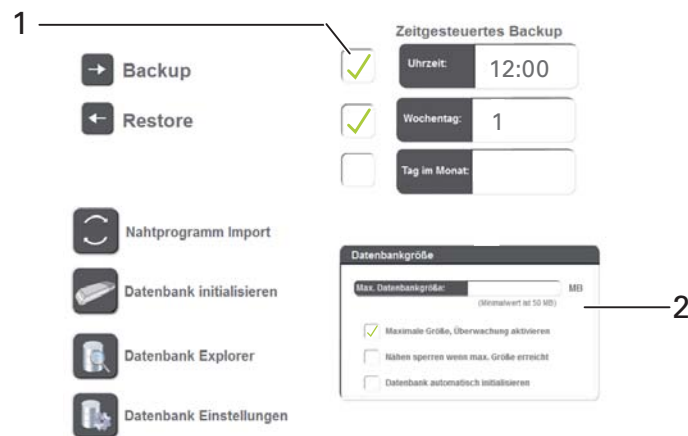 1
Zeitgesteuertes Backup
Backup
Uhrzeit: 12:00
Restore
Wochentag: 1
Tag im Monat:
Nahtprogramm Import
Datenbank initialisieren
Datenbank Explorer
Datenbank Einstellungen
Datenbankgröße
Max. Datenbankgröße: MB
(Minimalwert ist 50 MB)
2
Maximale Größe, Überwachung aktivieren
Nähen sperren wenn max. Größe erreicht
Datenbank automatisch initialisieren